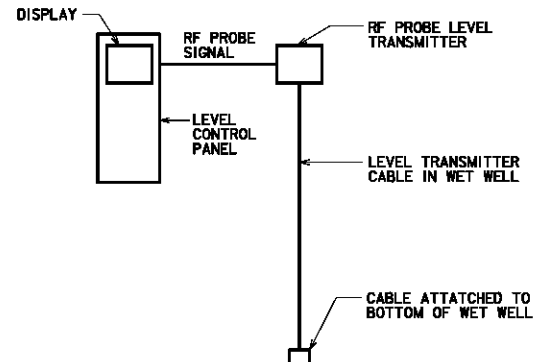 DISPLAY
RF PROBE
SIGNAL
RF PROBE LEVEL
TRANSMITTER
LEVEL
CONTROL
PANEL
LEVEL TRANSMITTER
CABLE IN WET WELL
CABLE ATTATCHED TO
BOTTOM OF WET WELL